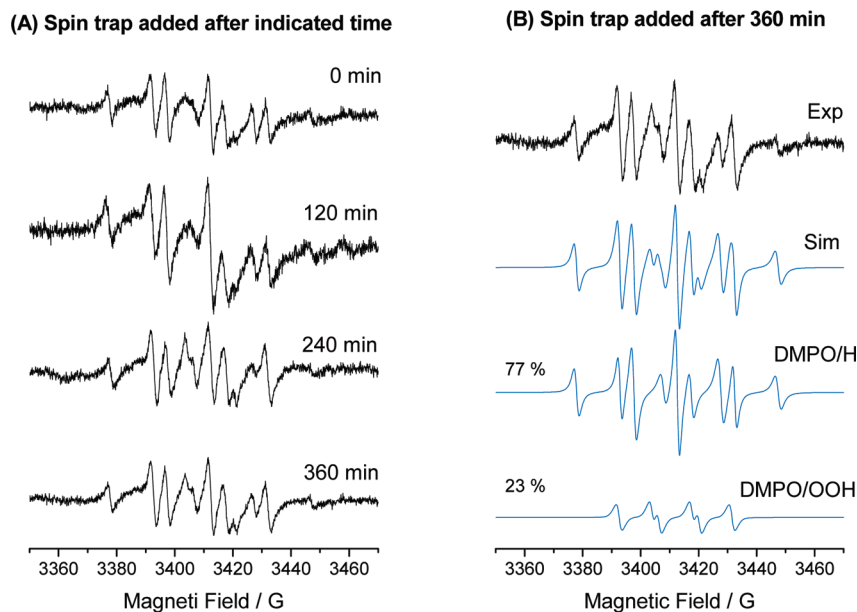 (A) Spin trap added after indicated time
0 min
120 min
240 min
360 min
3360 3380 3400 3420 3440 3460
Magneti Field / G
(B) Spin trap added after 360 min
Exp
Sim
77 % DMPO/H
23 % DMPO/OOH
3360 3380 3400 3420 3440 3460
Magnetic Field / G